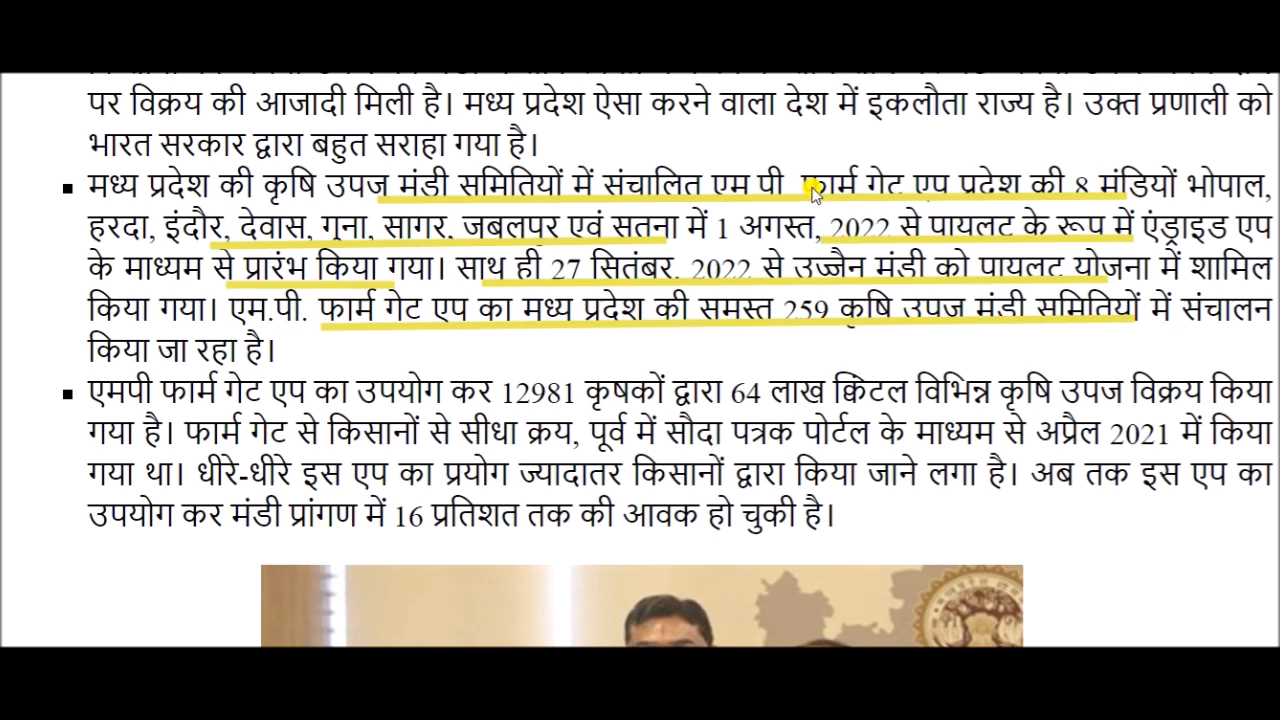 पर विक्रय की आजादी मिली है। मध्य प्रदेश ऐसा करने वाला देश में इकलौता राज्य है। उक्त प्रणाली को
भारत सरकार द्वारा बहुत सराहा गया है।
▪ मध्य प्रदेश की कृषि उपज मंडी समितियों में संचालित एम.पी. फार्म गेट एप प्रदेश की 8 मंडियों भोपाल,
हरदा, इंदौर, देवास, गुना, सागर, जबलपुर एवं सतना में 1 अगस्त, 2022 से पायलट के रूप में एंड्राइड एप
के माध्यम से प्रारंभ किया गया। साथ ही 27 सितंबर, 2022 से उज्जैन मंडी को पायलट योजना में शामिल
किया गया। एम.पी. फार्म गेट एप का मध्य प्रदेश की समस्त 259 कृषि उपज मंडी समितियों में संचालन
किया जा रहा है।
▪ एमपी फार्म गेट एप का उपयोग कर 12981 कृषकों द्वारा 64 लाख क्विंटल विभिन्न कृषि उपज विक्रय किया
गया है। फार्म गेट से किसानों से सीधा क्रय, पूर्व में सौदा पत्रक पोर्टल के माध्यम से अप्रैल 2021 में किया
गया था। धीरे-धीरे इस एप का प्रयोग ज्यादातर किसानों द्वारा किया जाने लगा है। अब तक इस एप का
उपयोग कर मंडी प्रांगण में 16 प्रतिशत तक की आवक हो चुकी है।